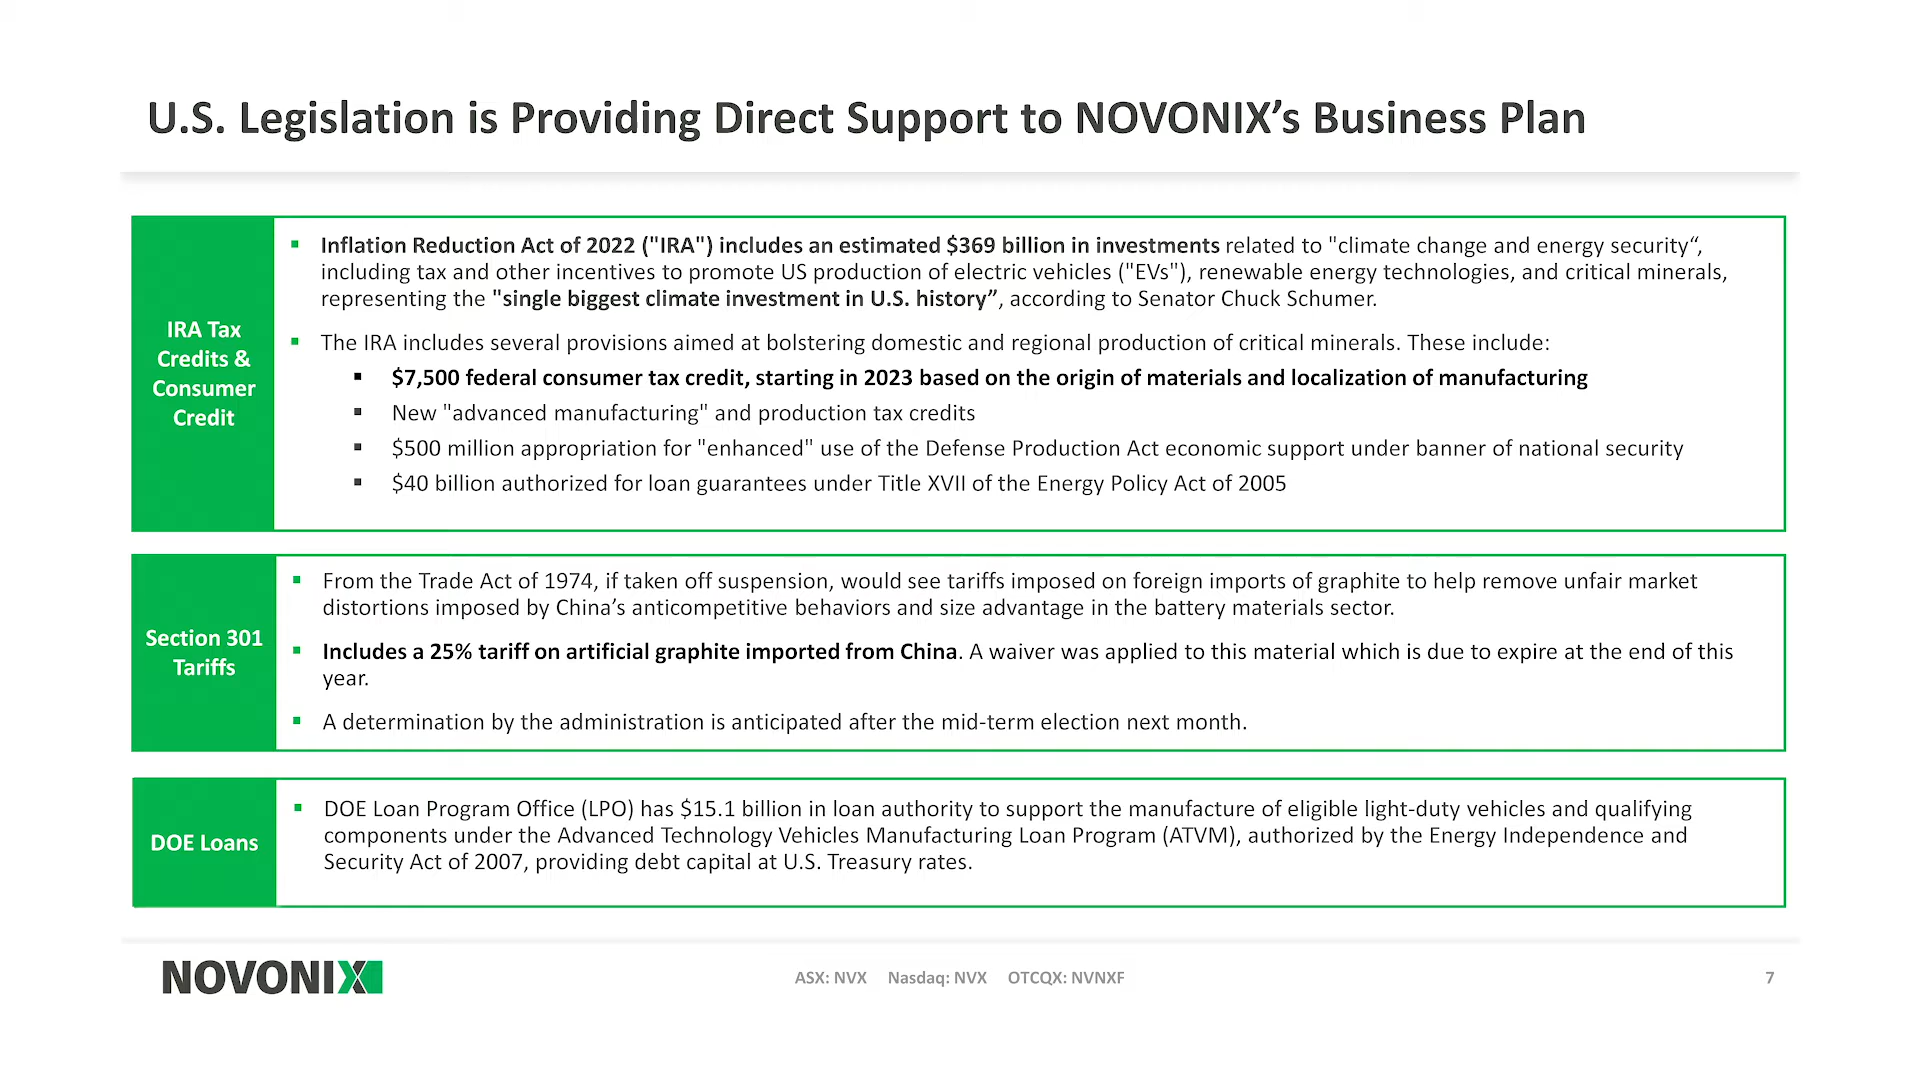 U.S. Legislation is Providing Direct Support to NOVONIX’s Business Plan
IRA Tax
Credits &
Consumer
Credit
▪ Inflation Reduction Act of 2022 ("IRA") includes an estimated $369 billion in investments related to "climate change and energy security“,
including tax and other incentives to promote US production of electric vehicles ("EVs"), renewable energy technologies, and critical minerals,
representing the "single biggest climate investment in U.S. history”, according to Senator Chuck Schumer.
▪ The IRA includes several provisions aimed at bolstering domestic and regional production of critical minerals. These include:
▪ $7,500 federal consumer tax credit, starting in 2023 based on the origin of materials and localization of manufacturing
▪ New "advanced manufacturing" and production tax credits
▪ $500 million appropriation for "enhanced" use of the Defense Production Act economic support under banner of national security
▪ $40 billion authorized for loan guarantees under Title XVII of the Energy Policy Act of 2005
Section 301
Tariffs
▪ From the Trade Act of 1974, if taken off suspension, would see tariffs imposed on foreign imports of graphite to help remove unfair market
distortions imposed by China’s anticompetitive behaviors and size advantage in the battery materials sector.
▪ Includes a 25% tariff on artificial graphite imported from China. A waiver was applied to this material which is due to expire at the end of this
year.
▪ A determination by the administration is anticipated after the mid-term election next month.
DOE Loans
▪ DOE Loan Program Office (LPO) has $15.1 billion in loan authority to support the manufacture of eligible light-duty vehicles and qualifying
components under the Advanced Technology Vehicles Manufacturing Loan Program (ATVM), authorized by the Energy Independence and
Security Act of 2007, providing debt capital at U.S. Treasury rates.
NOVONIX
ASX: NVX Nasdaq: NVX OTCQX: NVNXF
7